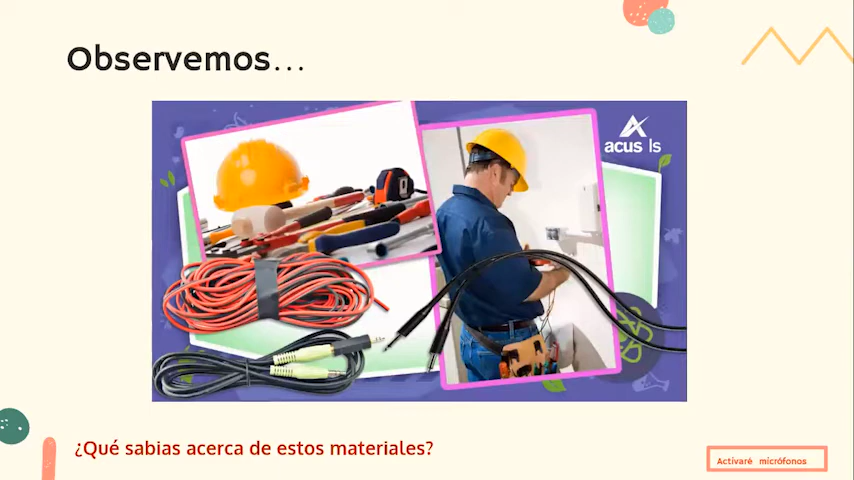 Observemos...
acus ls
¿Qué sabias acerca de estos materiales?
Activaré micrófonos